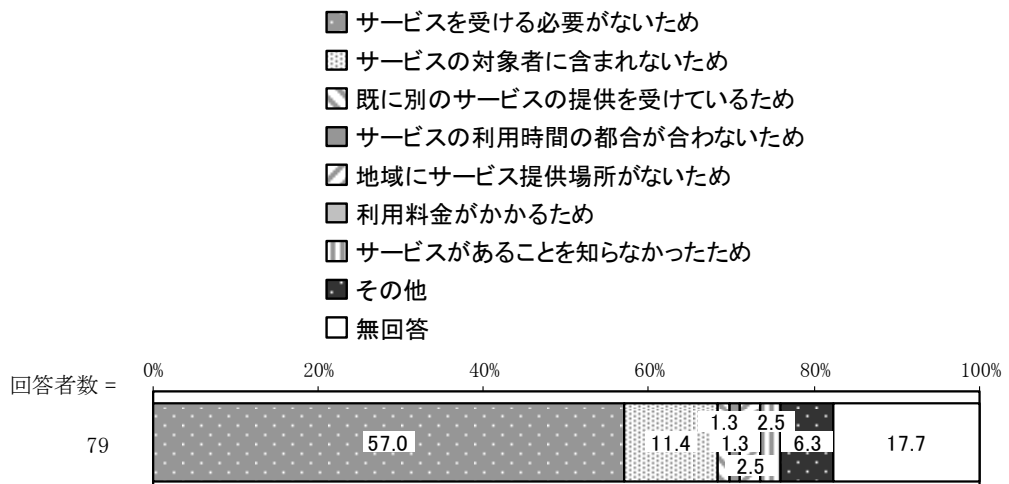 サービスを受ける必要がないため
サービスの対象者に含まれないため
既に別のサービスの提供を受けているため
サービスの利用時間の都合が合わないため
地域にサービス提供場所がないため
利用料金がかかるため
サービスがあることを知らなかったため
その他
無回答
0% 20% 40% 60% 80% 100%
回答者数 =
1.3 2.5
79 57.0 11.4 1.3 6.3 17.7
2.5